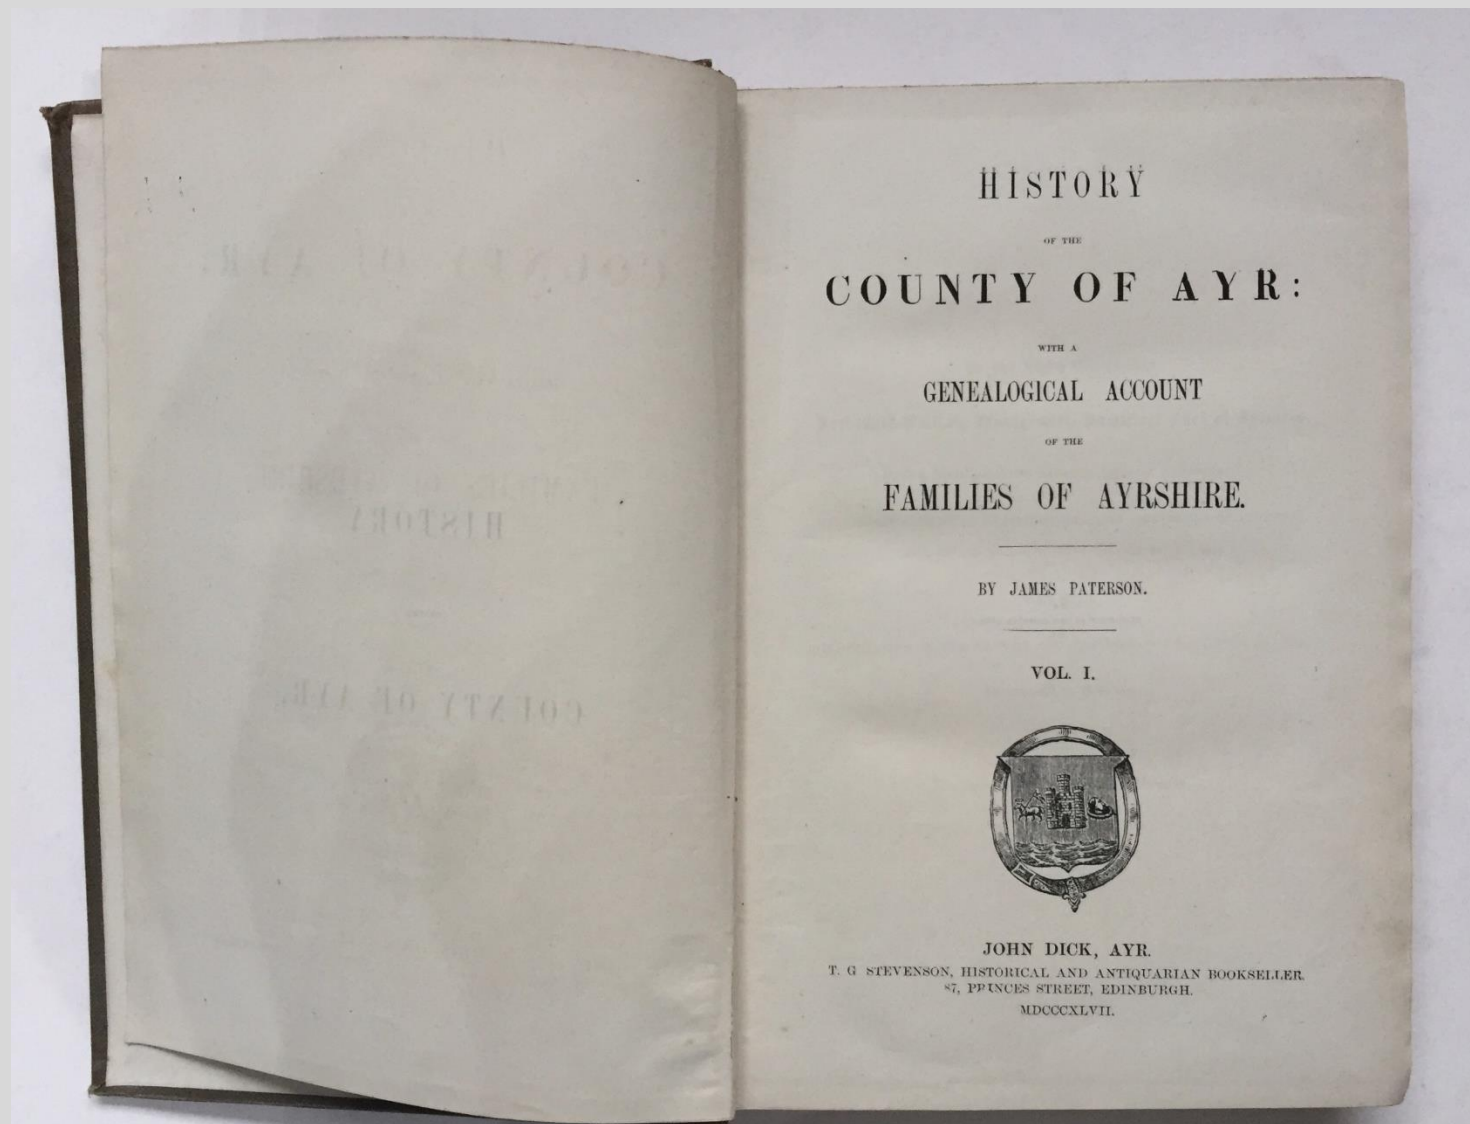 HISTORY
OF THE
COUNTY OF AYR:
WITH A
GENEALOGICAL ACCOUNT
OF THE
FAMILIES OF AYRSHIRE.
BY JAMES PATERSON.
VOL. I.
JOHN DICK, AYR.
T. G STEVENSON, HISTORICAL AND ANTIQUARIAN BOOKSELLER,
87, PRINCES STREET, EDINBURGH.
MDCCCXLVII.